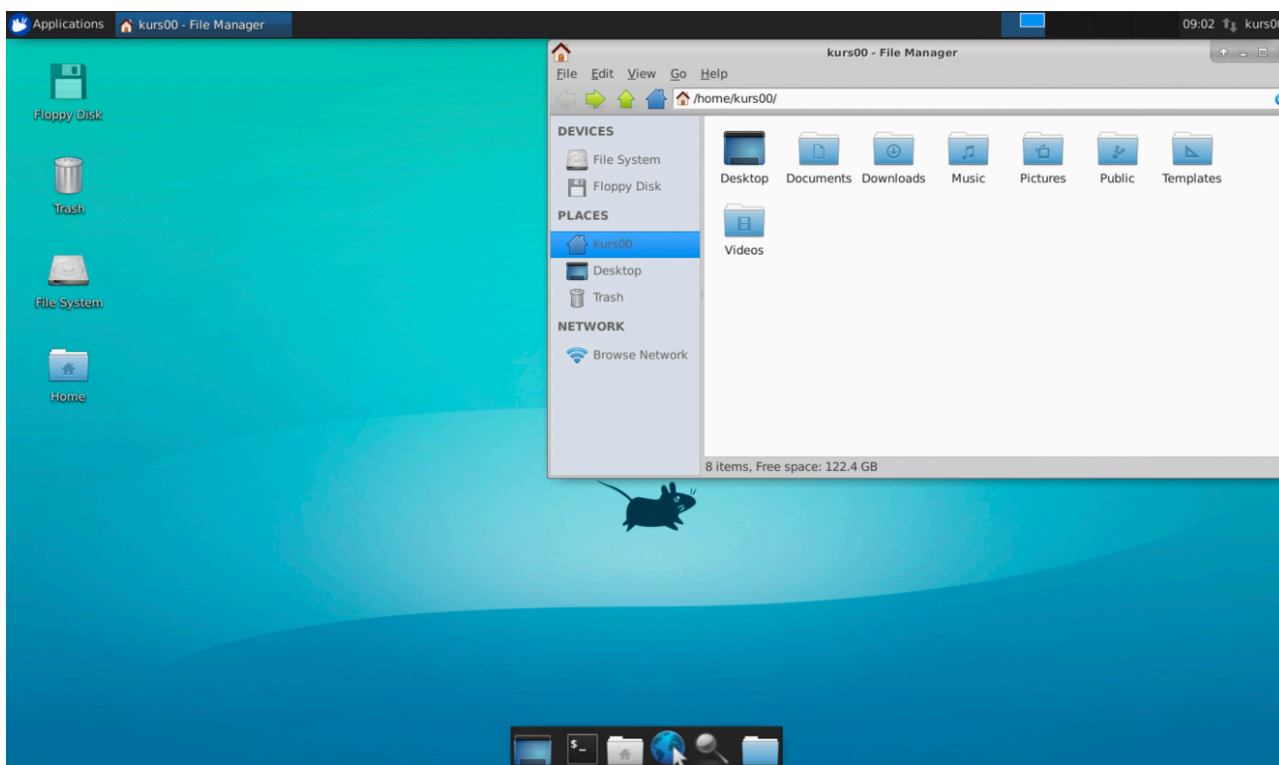 Applications
kurs00 - File Manager
09:02
kurs0
Floppy Disk
Trash
File System
Home
kurs00 - File Manager
File Edit View Go Help
/home/kurs00/
DEVICES
File System
Floppy Disk
PLACES
kurs00
Desktop
Trash
NETWORK
Browse Network
Desktop Documents Downloads Music Pictures Public Templates
Videos
8 items, Free space: 122.4 GB
$_